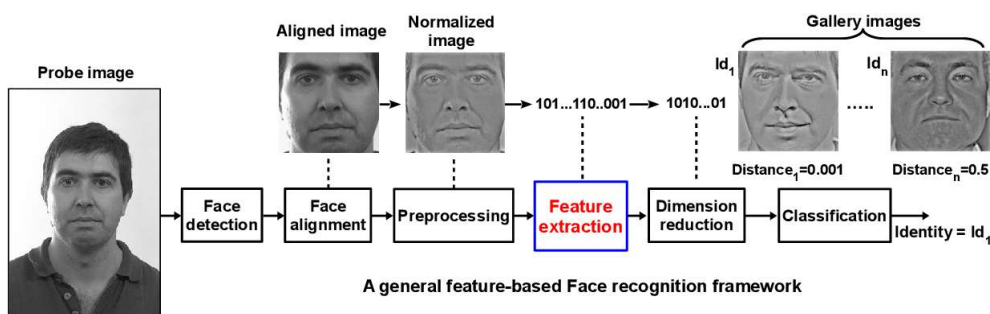 Probe image
Aligned image
Normalized
image
Gallery images
Id₁
Idₙ
101...110..001
1010...01
.....
Distance₁=0.001
Distanceₙ=0.5
Face
detection
Face
alignment
Preprocessing
Feature
extraction
Dimension
reduction
Classification
Identity = Id₁
A general feature-based Face recognition framework